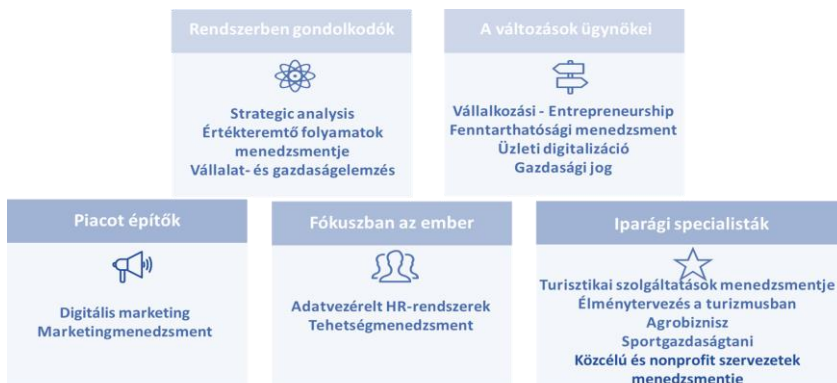 Rendszerben gondolkodók
Strategic analysis
Értékteremtő folyamatok
menedzsmentje
Vállalat- és gazdaságelemzés
A változások ügynökei
Vállalkozási - Entrepreneurship
Fenntarthatósági menedzsment
Üzleti digitalizáció
Gazdasági jog
Piacot építők
Digitális marketing
Marketingmenedzsment
Fókuszban az ember
Adatvezérelt HR-rendszerek
Tehetségmenedzsment
Iparági specialisták
Turisztikai szolgáltatások menedzsmentje
Élménytervezés a turizmusban
Agrobiznisz
Sportgazdaságtani
Közcélú és nonprofit szervezetek
menedzsmentje